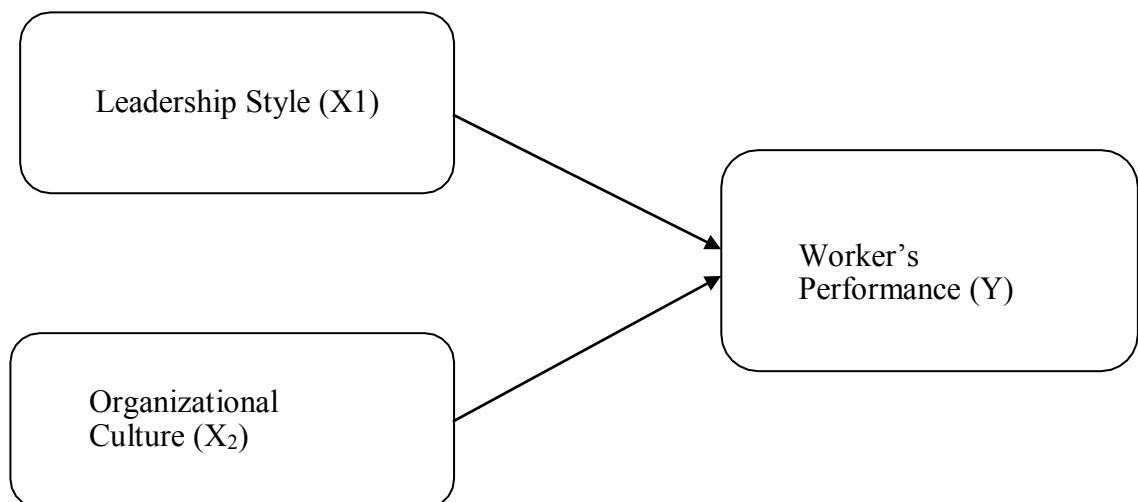 Leadership Style (X1)
Worker’s
Performance (Y)
Organizational
Culture (X₂)